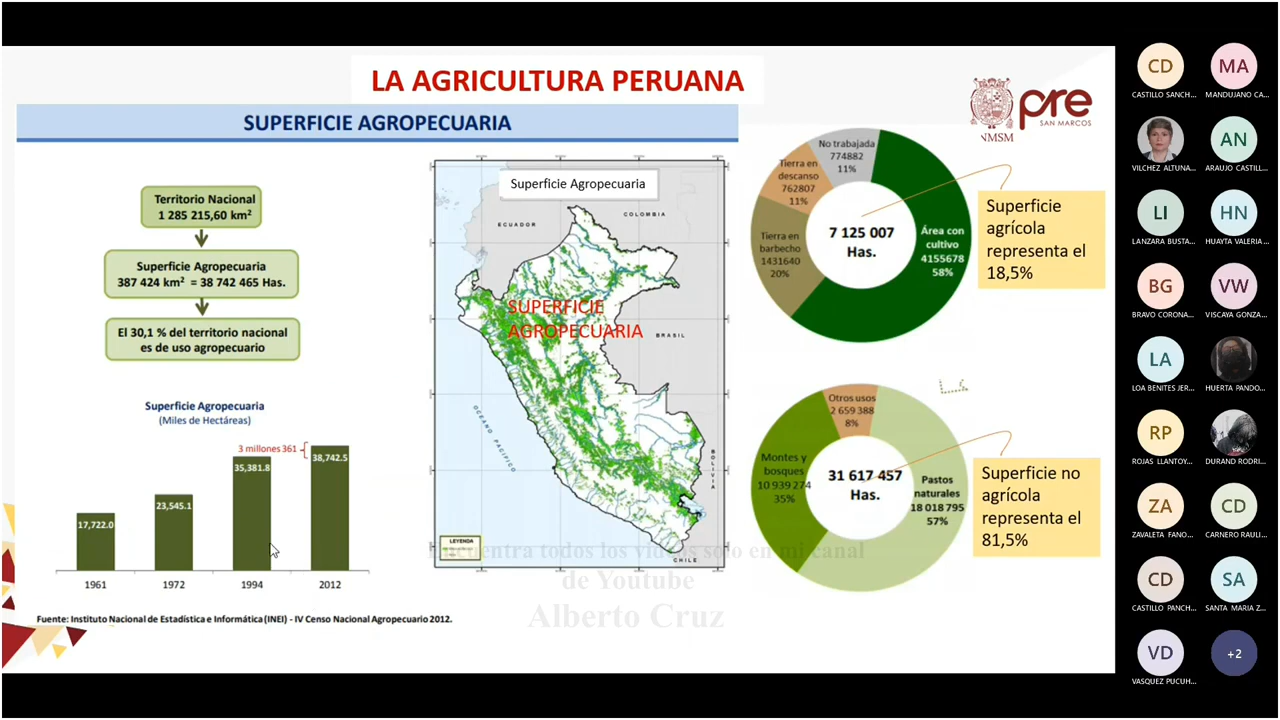 LA AGRICULTURA PERUANA
pre
SAN MARCOS
NMSM
SUPERFICIE AGROPECUARIA
Territorio Nacional
1 285 215,60 km²
Superficie Agropecuaria
387 424 km² = 38 742 465 Has.
El 30,1 % del territorio nacional
es de uso agropecuario
Superficie Agropecuaria
(Miles de Hectáreas)
3 millones 361
17,722.0
23,545.1
35,381.8
38,742.5
1961
1972
1994
2012
Fuente: Instituto Nacional de Estadística e Informática (INEI) - IV Censo Nacional Agropecuario 2012.
Superficie Agropecuaria
ECUADOR
COLOMBIA
SUPERFICIE
AGROPECUARIA
BRASIL
OCEANO PACIFICO
BOLIVIA
LEYENDA
CHILE
Encuentra todos los videos solo en mi canal
de Youtube
Alberto Cruz
No trabajada
774882
11%
Tierra en
descanso
762807
11%
Tierra en
barbecho
1431640
20%
7 125 007
Has.
Área con
cultivo
4155678
58%
Superficie
agrícola
representa el
18,5%
Otros usos
2 659 388
8%
Montes y
bosques
10 939 274
35%
31 617 457
Has.
Pastos
naturales
18 018 795
57%
Superficie no
agrícola
representa el
81,5%
CD
CASTILLO SANCH...
MA
MANDUJANO CA...
VILCHEZ ALTUNA...
AN
ARAUJO CASTILL...
LI
LANZARA BUSTA...
HN
HUAYTA VALERIA...
BG
BRAVO CORONA...
VW
VISCAYA GONZA...
LA
LOA BENITES JER...
HUERTA PANDO...
RP
ROJAS LLANTOY...
DURAND RODRI...
ZA
ZAVALETA FANO...
CD
CARNERO RAULI...
CD
CASTILLO PANCH...
SA
SANTA MARIA Z...
VD
VASQUEZ PUCUH...
+2